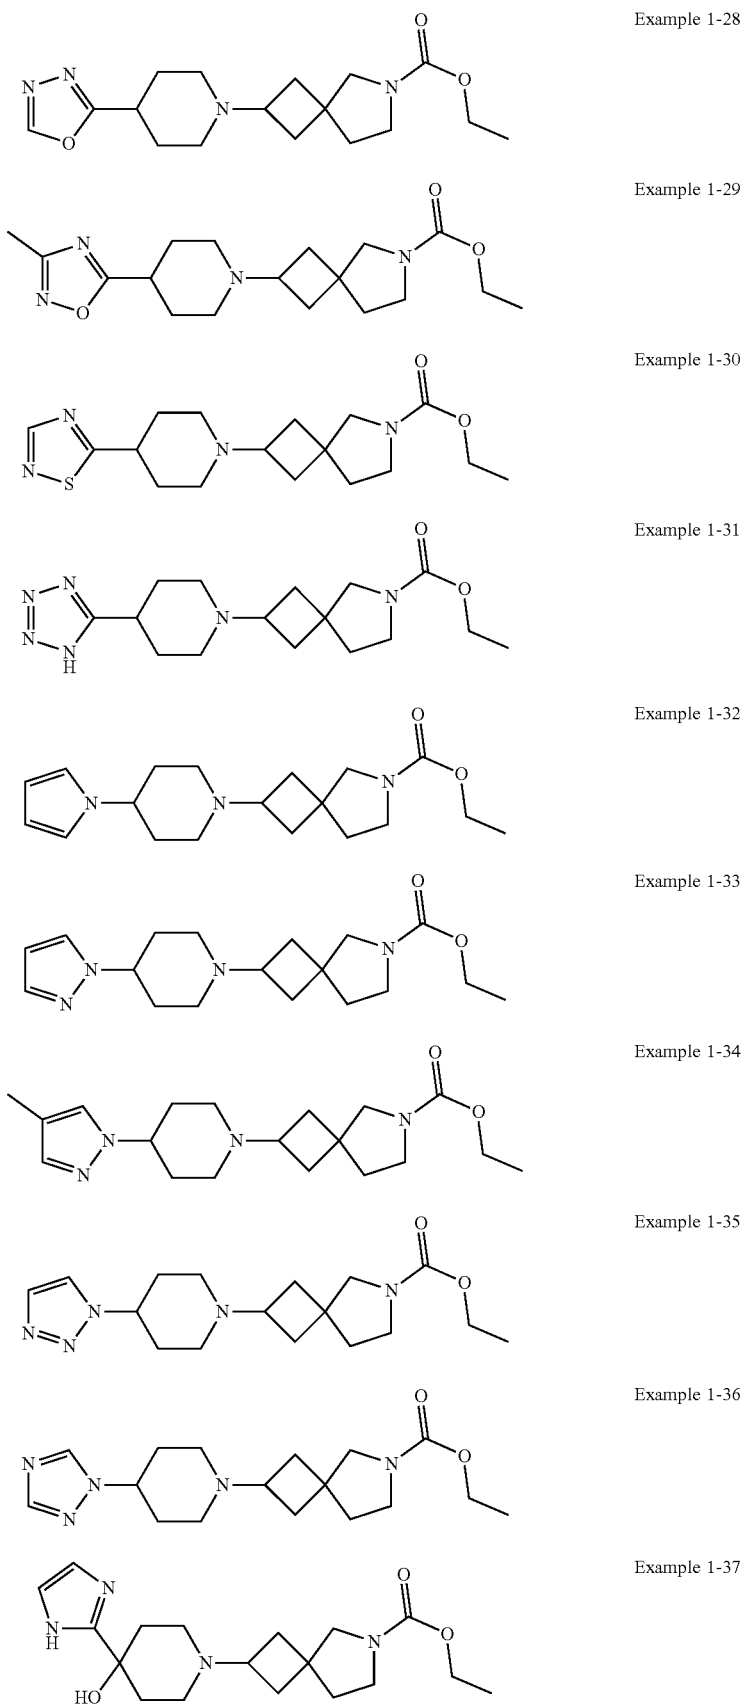 Example 1-28
O
N
N
N
N
O
O
Example 1-29
O
N
N
N
O
N
O
Example 1-30
O
N
N
N
O
N
S
Example 1-31
O
N
N
N
N
O
N
N
H
Example 1-32
O
N
N
N
O
Example 1-33
O
N
N
N
O
N
Example 1-34
O
N
N
N
O
N
Example 1-35
O
N
N
N
O
N
N
Example 1-36
O
N
N
N
N
O
N
Example 1-37
O
N
N
H
N
N
O
HO